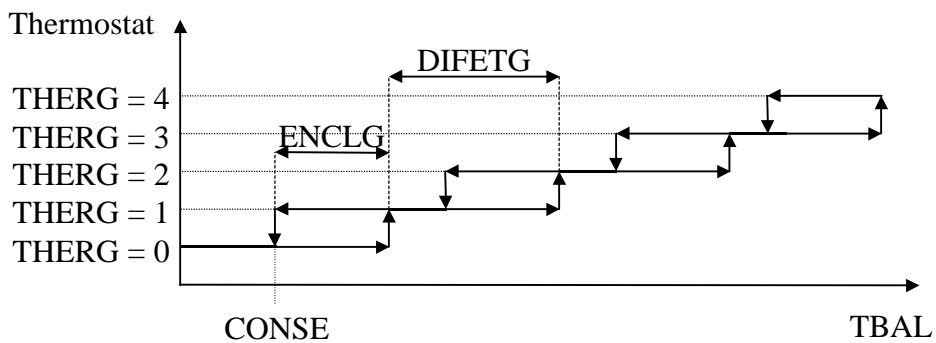 Thermostat
DIFETG
THERG = 4
THERG = 3
ENCLG
THERG = 2
THERG = 1
THERG = 0
CONSE
TBAL